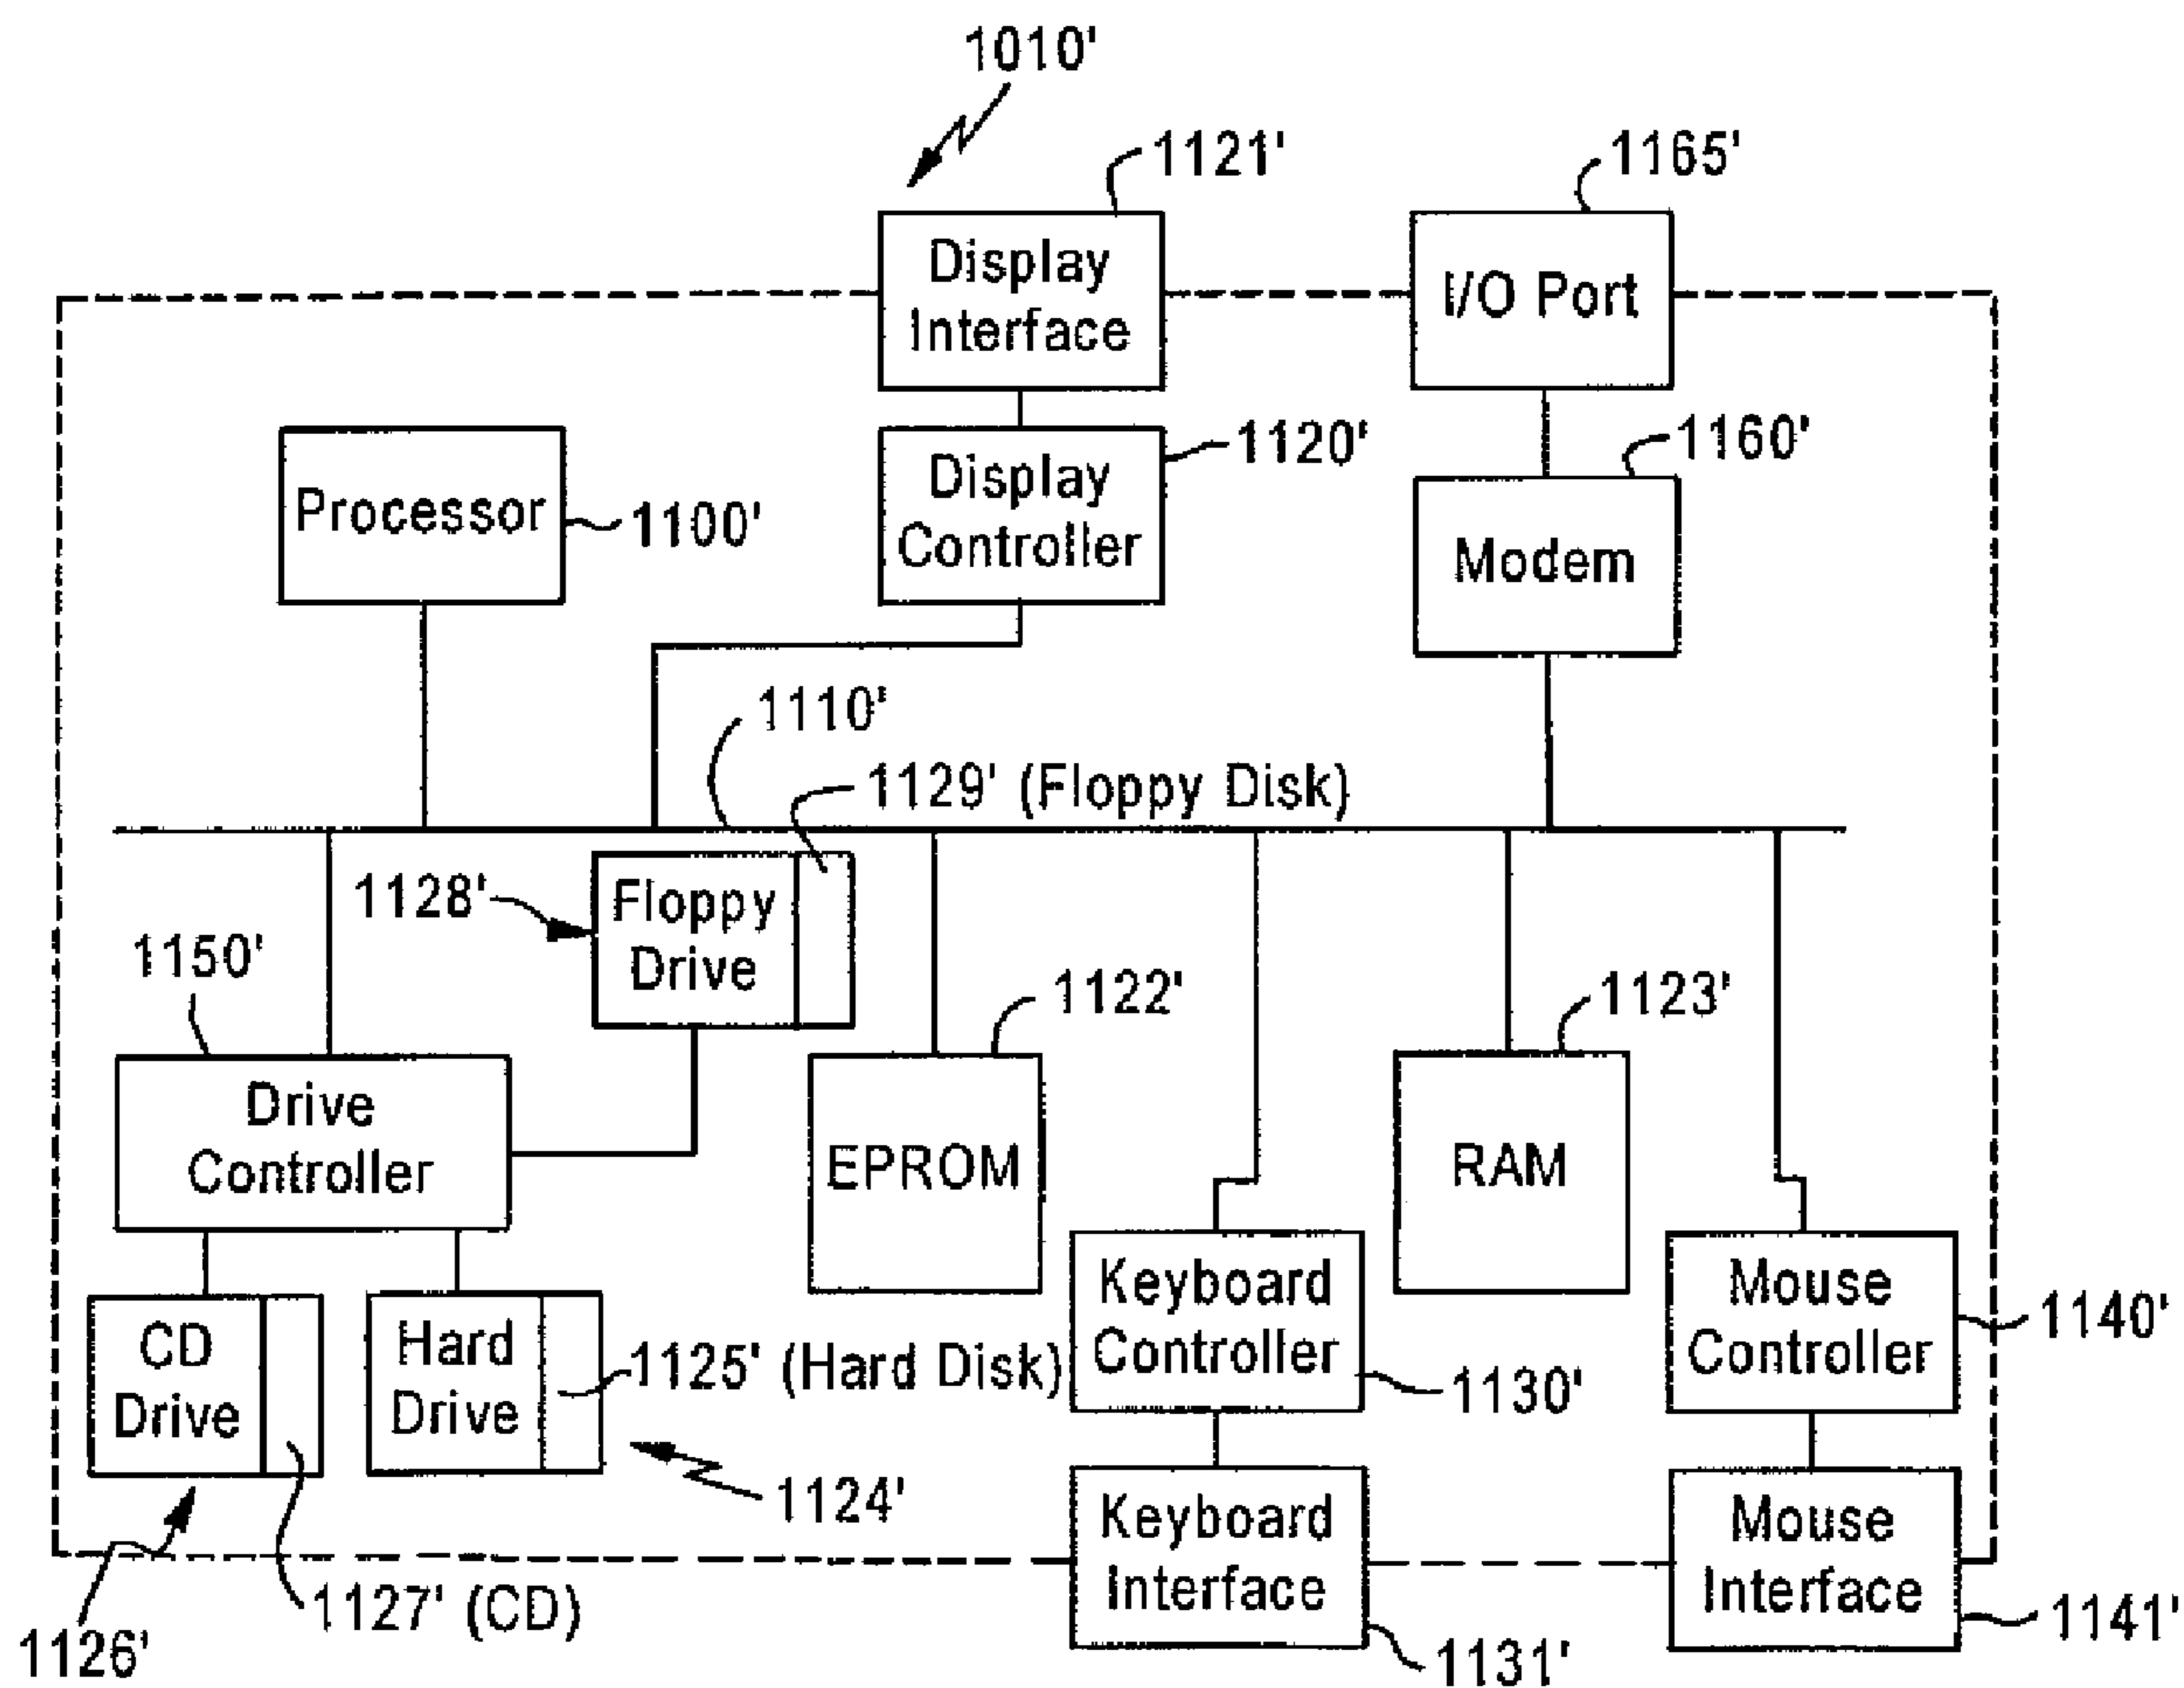 1010'
1121'
1165'
Display
Interface
I/O Port
1120'
1160'
Display
Controller
Processor
1100'
Modem
1110'
1129' (Floppy Disk)
1128'
Floppy
Drive
1150'
1122'
1123'
Drive
Controller
EPROM
RAM
Keyboard
Controller
Mouse
Controller
1140'
CD
Drive
Hard
Drive
1125' (Hard Disk)
1130'
1124'
Keyboard
Interface
Mouse
Interface
1127' (CD)
1126'
1131'
1141'